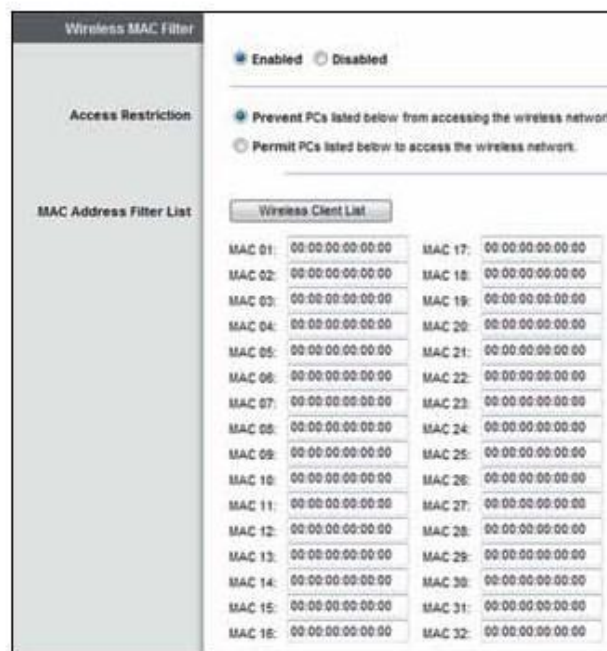 Wireless MAC Filter
Enabled Disabled
Access Restriction
Prevent PCs listed below from accessing the wireless networ
Permit PCs listed below to access the wireless network.
MAC Address Filter List
Wireless Client List
MAC 01: 00:00:00:00:00:00 MAC 17: 00:00:00:00:00:00
MAC 02: 00:00:00:00:00:00 MAC 18: 00:00:00:00:00:00
MAC 03: 00:00:00:00:00:00 MAC 19: 00:00:00:00:00:00
MAC 04: 00:00:00:00:00:00 MAC 20: 00:00:00:00:00:00
MAC 05: 00:00:00:00:00:00 MAC 21: 00:00:00:00:00:00
MAC 06: 00:00:00:00:00:00 MAC 22: 00:00:00:00:00:00
MAC 07: 00:00:00:00:00:00 MAC 23: 00:00:00:00:00:00
MAC 08: 00:00:00:00:00:00 MAC 24: 00:00:00:00:00:00
MAC 09: 00:00:00:00:00:00 MAC 25: 00:00:00:00:00:00
MAC 10: 00:00:00:00:00:00 MAC 26: 00:00:00:00:00:00
MAC 11: 00:00:00:00:00:00 MAC 27: 00:00:00:00:00:00
MAC 12: 00:00:00:00:00:00 MAC 28: 00:00:00:00:00:00
MAC 13: 00:00:00:00:00:00 MAC 29: 00:00:00:00:00:00
MAC 14: 00:00:00:00:00:00 MAC 30: 00:00:00:00:00:00
MAC 15: 00:00:00:00:00:00 MAC 31: 00:00:00:00:00:00
MAC 16: 00:00:00:00:00:00 MAC 32: 00:00:00:00:00:00